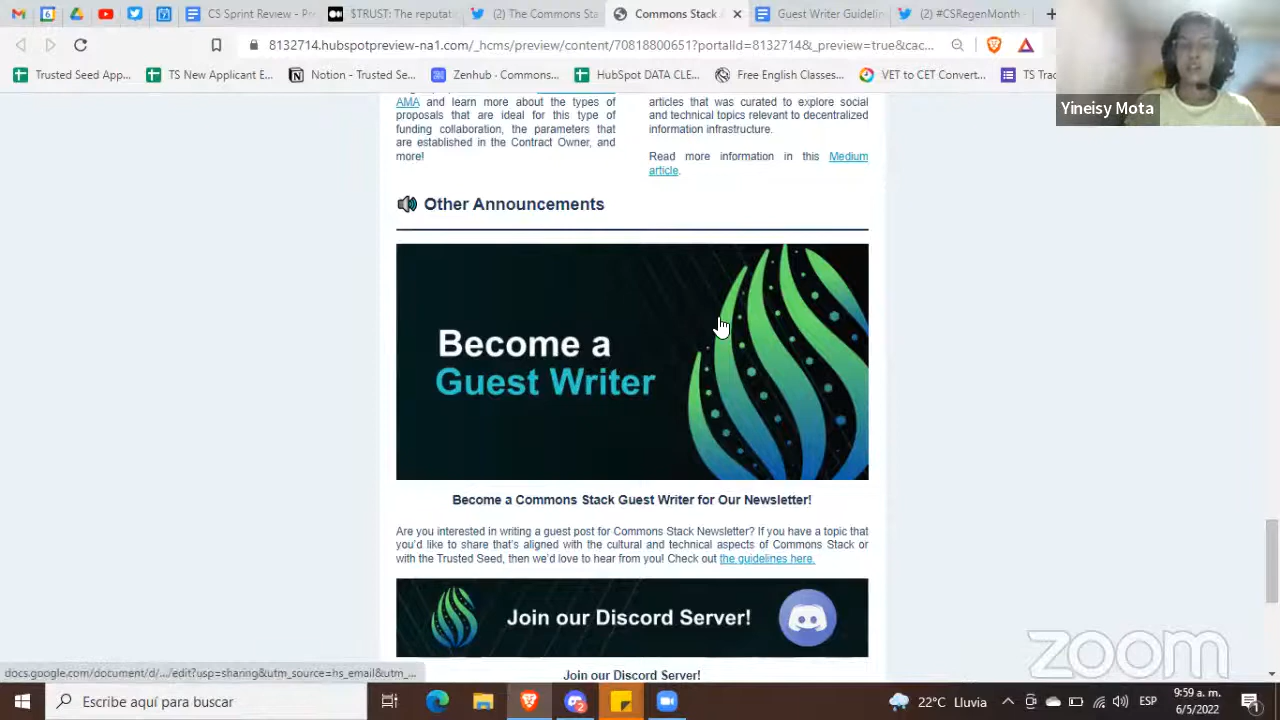 CS Sprint Review - Pr
$TRUST: The reputat
(The Commons Sta
Commons Stack
Guest Writer Guidelin
#CSRegenMonth
8132714.hubspotpreview-na1.com/_hcms/preview/content/70818800651?portalId=8132714&_preview=true&cac...
Trusted Seed App...
TS New Applicant E...
Notion - Trusted Se...
Zenhub - Commons...
HubSpot DATA CLE...
Free English Classes...
VET to CET Convert...
TS Tra
Yineisy Mota
AMA and learn more about the types of
proposals that are ideal for this type of
funding collaboration, the parameters that
are established in the Contract Owner, and
more!
articles that was curated to explore social
and technical topics relevant to decentralized
information infrastructure.
Read more information in this Medium
article.
Other Announcements
Become a
Guest Writer
Become a Commons Stack Guest Writer for Our Newsletter!
Are you interested in writing a guest post for Commons Stack Newsletter? If you have a topic that
you'd like to share that's aligned with the cultural and technical aspects of Commons Stack or
with the Trusted Seed, then we'd love to hear from you! Check out the guidelines here.
Join our Discord Server!
Join our Discord Server!
zoom
docs.google.com/document/d/.../edit?usp=sharing&utm_source=hs_email&utm_...
Escribe aquí para buscar
22°C Lluvia
ESP
9:59 a. m.
6/5/2022